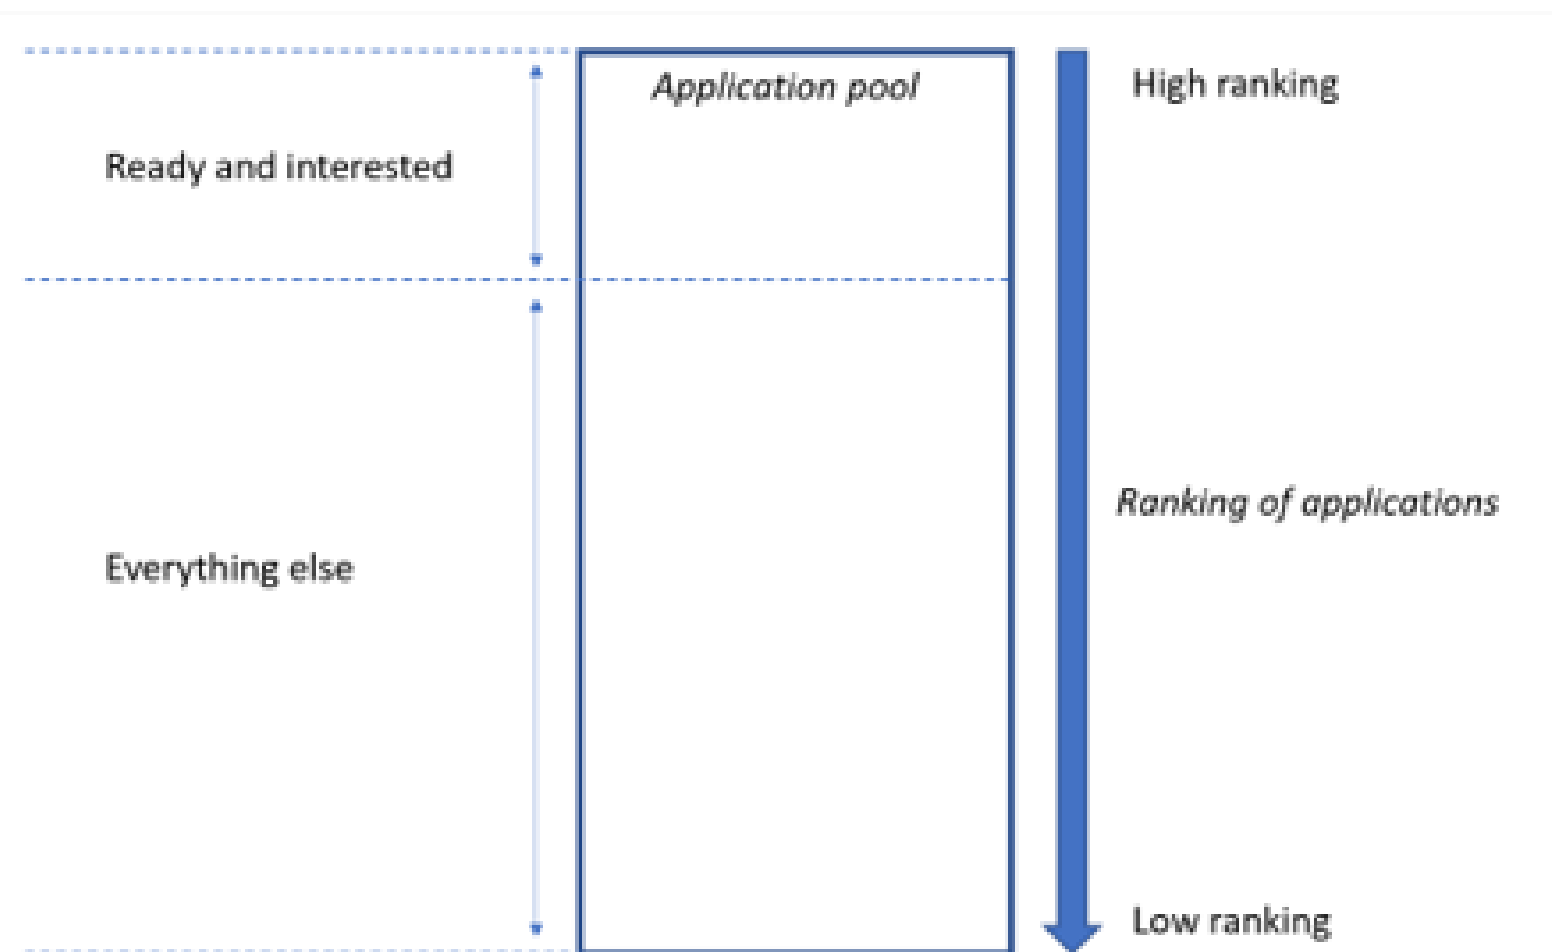 Application pool
High ranking
Ready and interested
Ranking of applications
Everything else
Low ranking